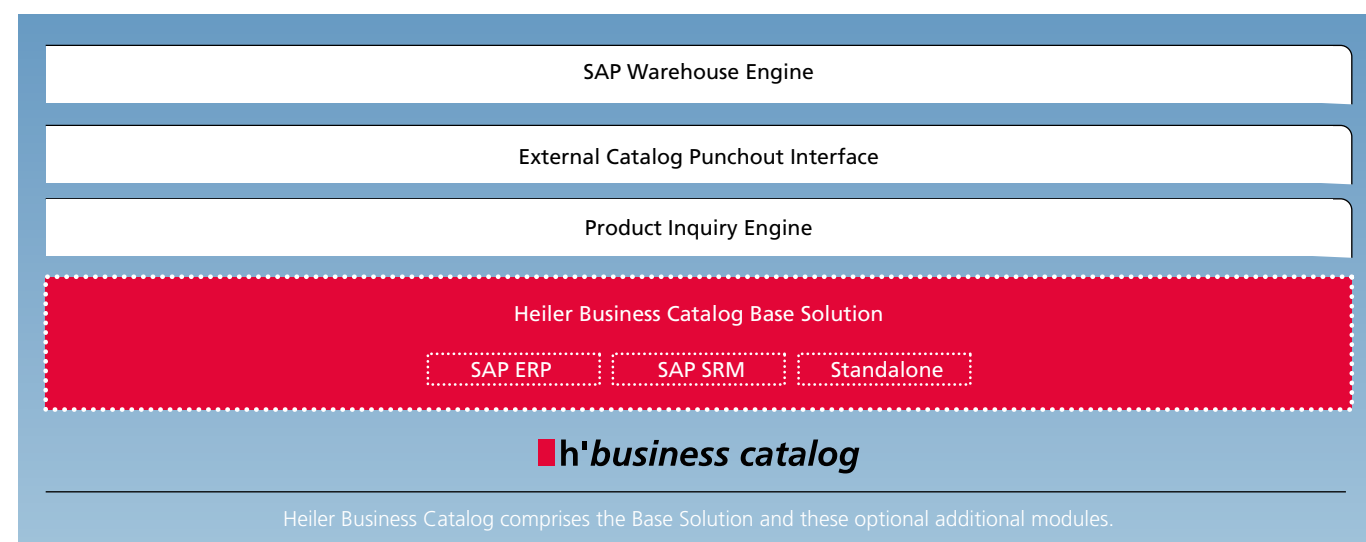 SAP Warehouse Engine
External Catalog Punchout Interface
Product Inquiry Engine
Heiler Business Catalog Base Solution
SAP ERP SAP SRM Standalone
h'business catalog
Heiler Business Catalog comprises the Base Solution and these optional additional modules.